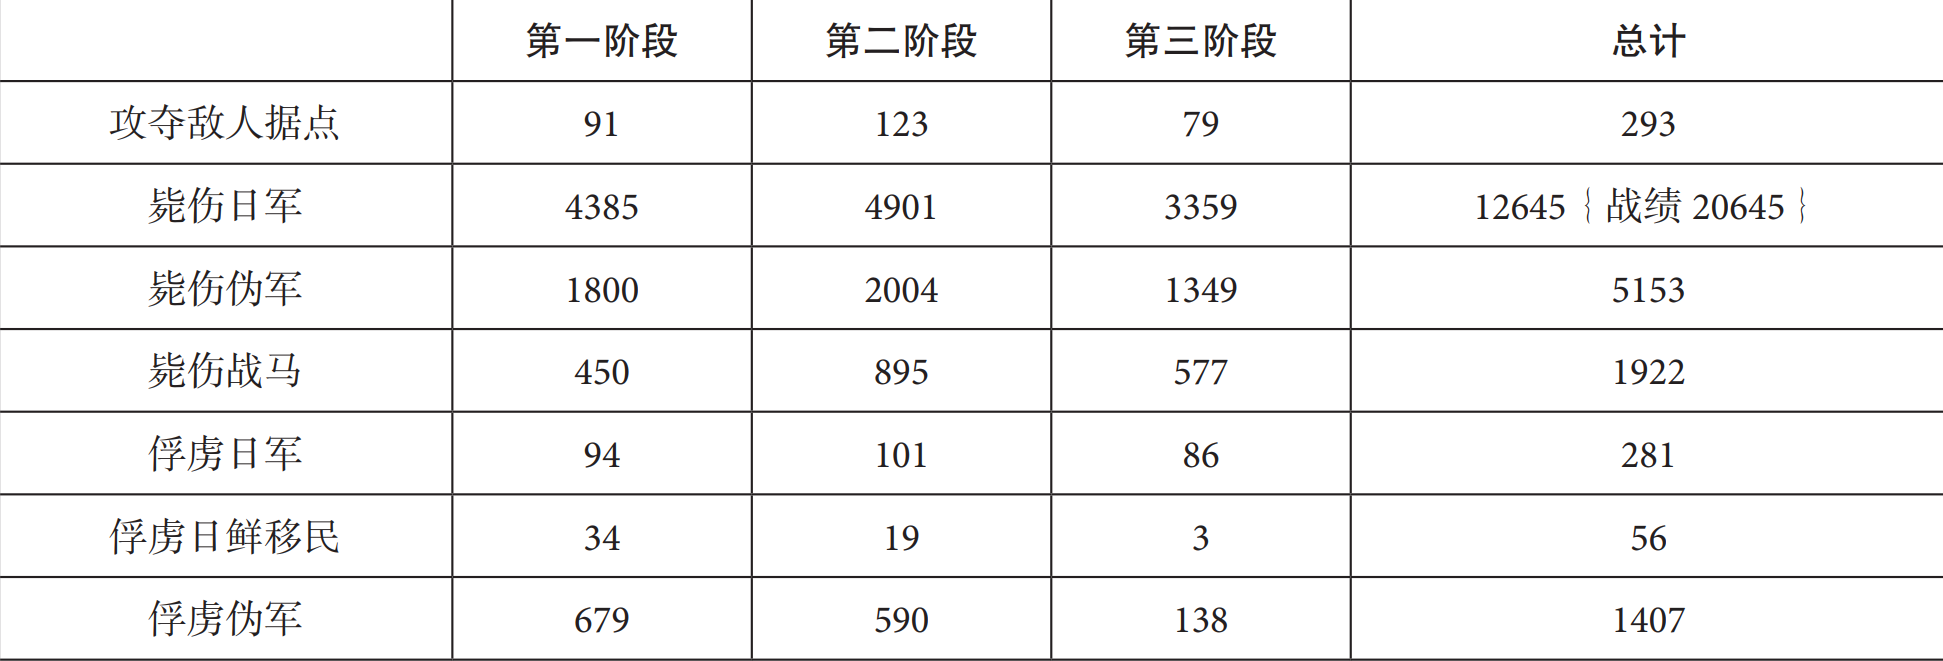 第一阶段 第二阶段 第三阶段 总计
攻夺敌人据点 91 123 79 293
毙伤日军 4385 4901 3359 12645｛战绩 20645｝
毙伤伪军 1800 2004 1349 5153
毙伤战马 450 895 577 1922
俘虏日军 94 101 86 281
俘虏日鲜移民 34 19 3 56
俘虏伪军 679 590 138 1407